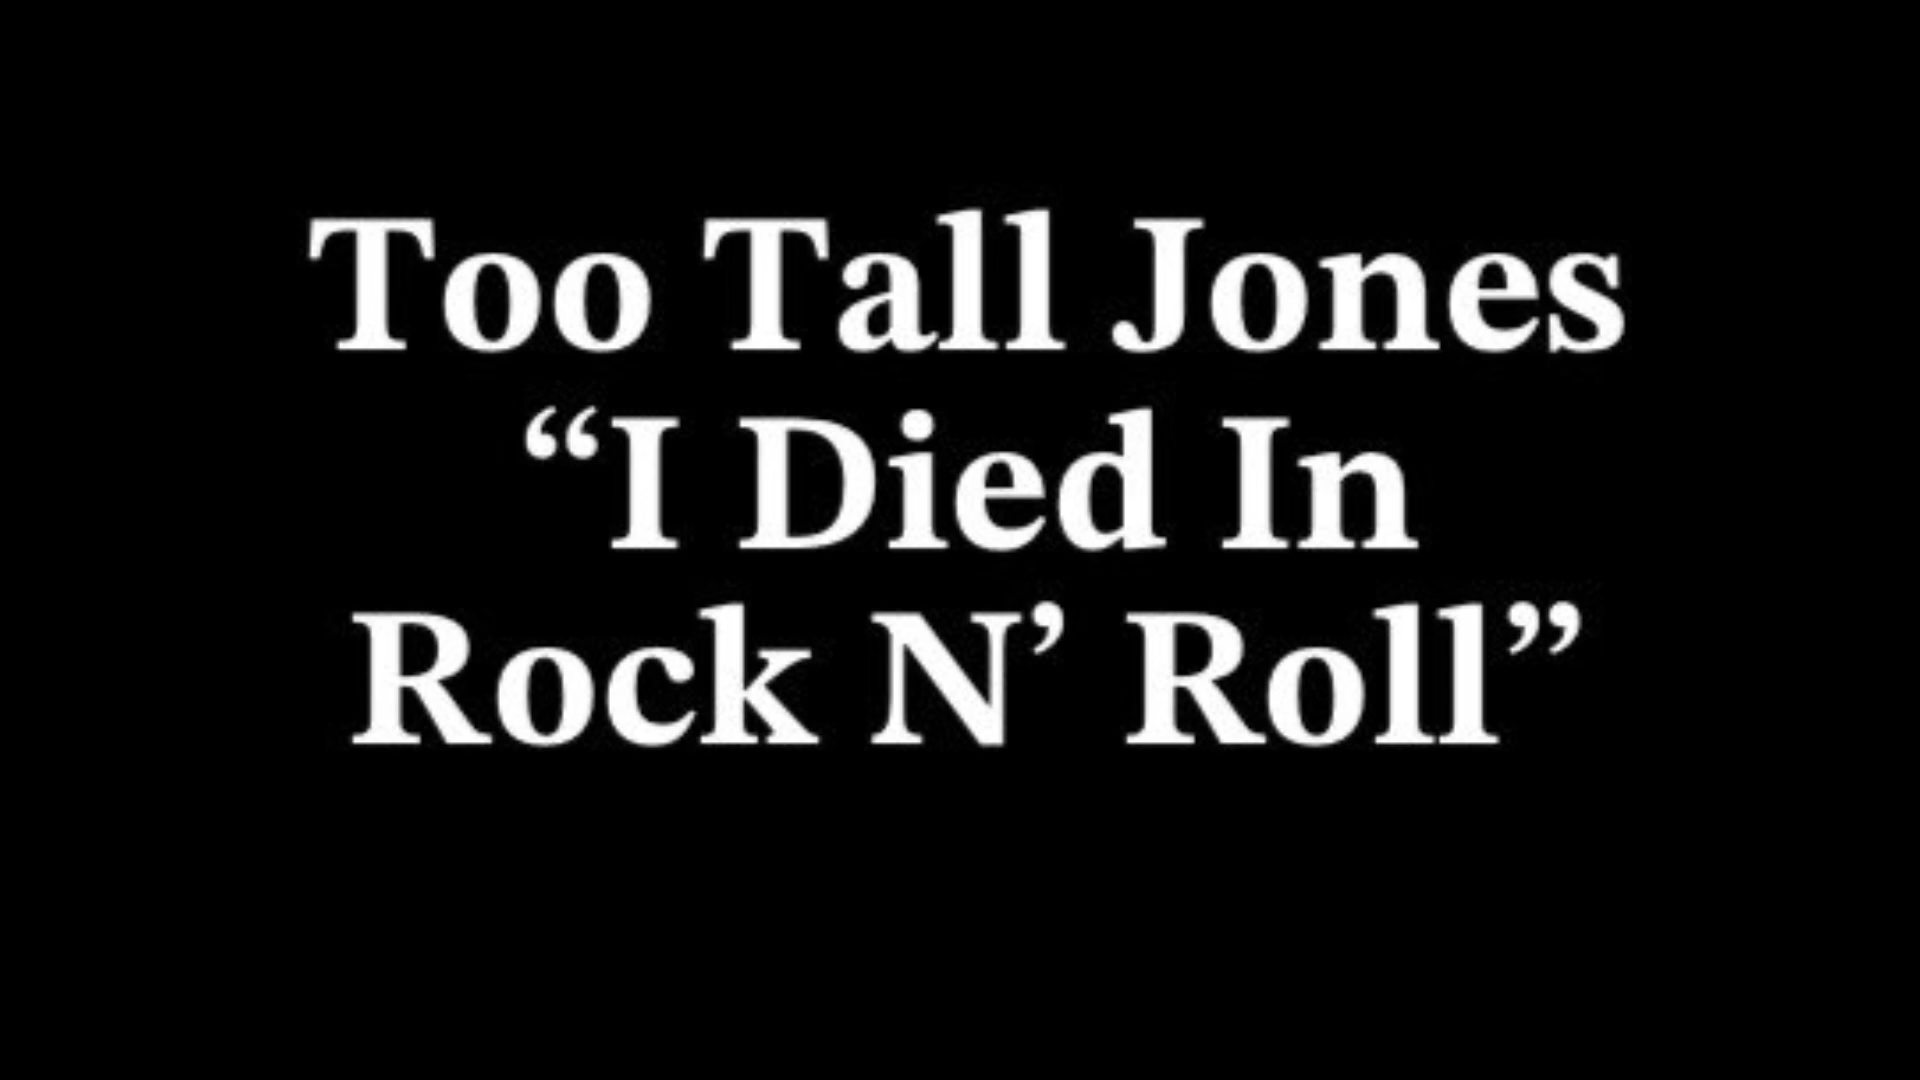 Too Tall Jones
“I Died In
Rock N’ Roll”